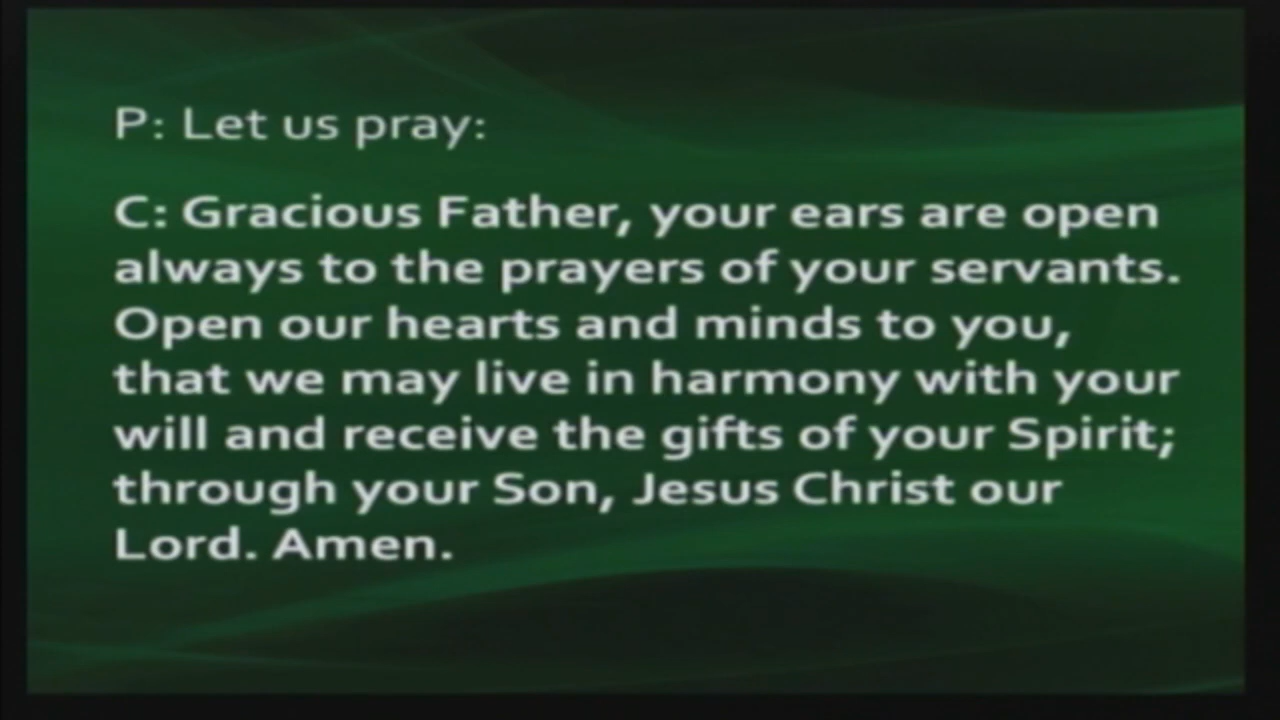 P: Let us pray:
C: Gracious Father, your ears are open
always to the prayers of your servants.
Open our hearts and minds to you,
that we may live in harmony with your
will and receive the gifts of your Spirit;
through your Son, Jesus Christ our
Lord. Amen.